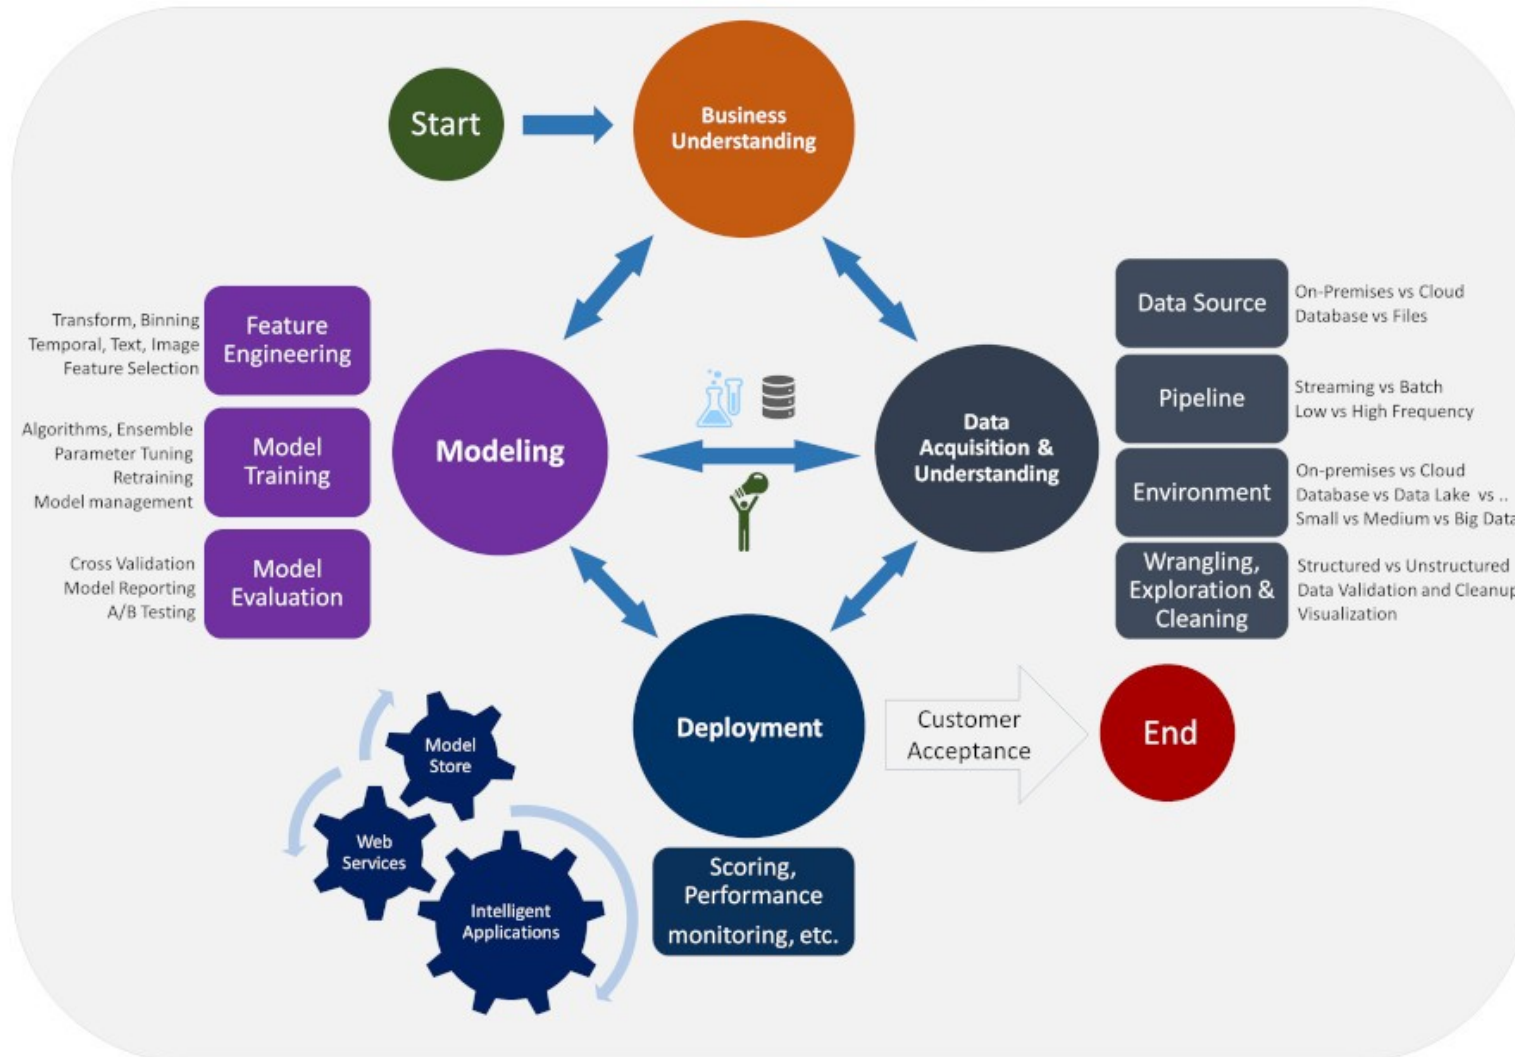 Start
Business
Understanding
Transform, Binning
Temporal, Text, Image
Feature Selection
Feature
Engineering
Algorithms, Ensemble
Parameter Tuning
Retraining
Model management
Model
Training
Cross Validation
Model Reporting
A/B Testing
Model
Evaluation
Modeling
Data
Acquisition &
Understanding
Data Source
On-Premises vs Cloud
Database vs Files
Pipeline
Streaming vs Batch
Low vs High Frequency
Environment
On-premises vs Cloud
Database vs Data Lake vs ..
Small vs Medium vs Big Data
Wrangling,
Exploration &
Cleaning
Structured vs Unstructured
Data Validation and Cleanup
Visualization
Deployment
Customer
Acceptance
End
Model
Store
Web
Services
Intelligent
Applications
Scoring,
Performance
monitoring, etc.